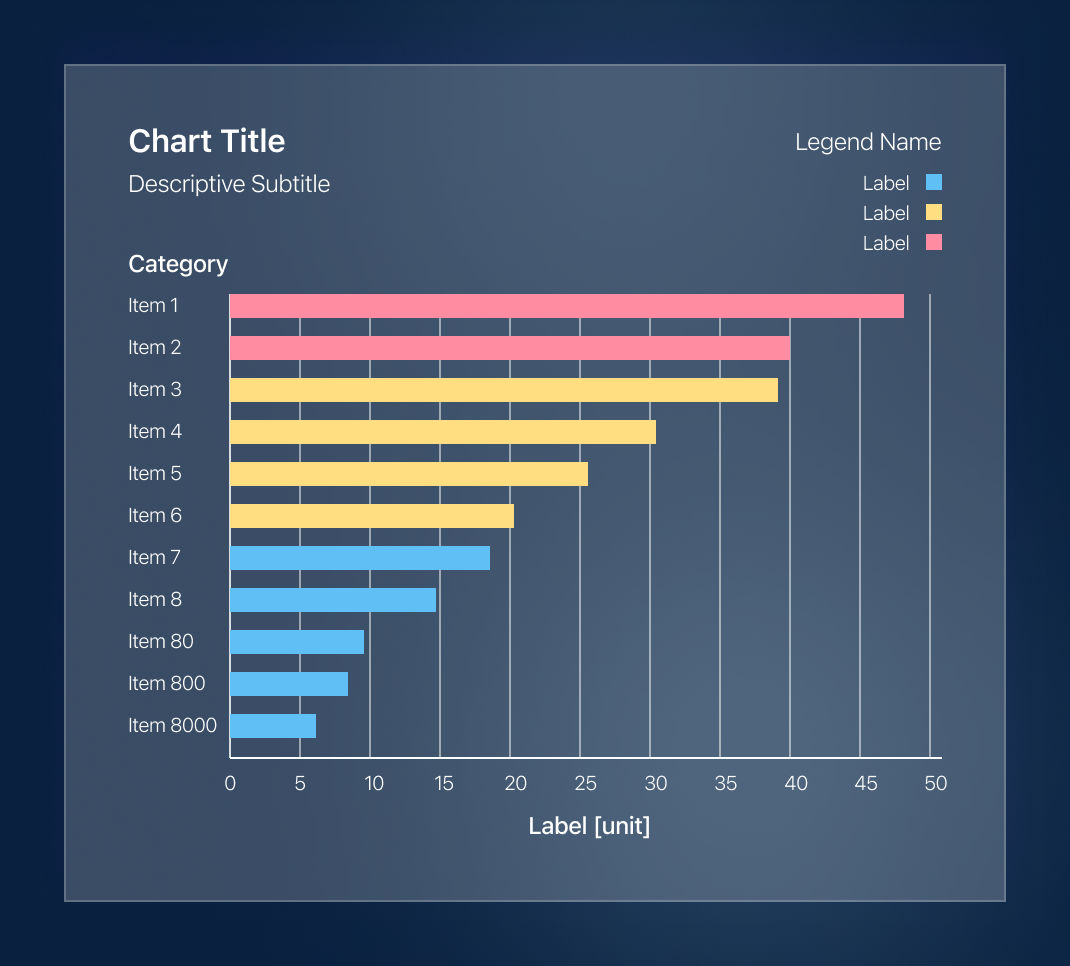 Chart Title
Descriptive Subtitle
Legend Name
Label
Label
Label
Category
Item 1
Item 2
Item 3
Item 4
Item 5
Item 6
Item 7
Item 8
Item 80
Item 800
Item 8000
0 5 10 15 20 25 30 35 40 45 50
Label [unit]